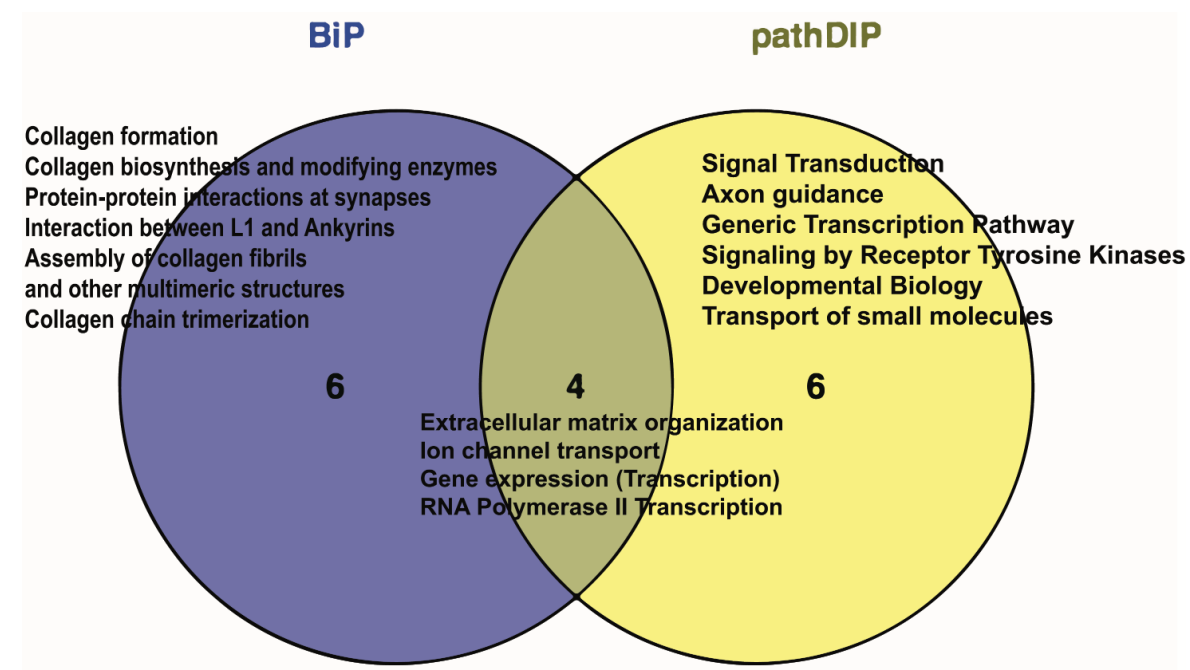 BiP
pathDIP
Collagen formation
Collagen biosynthesis and modifying enzymes
Protein-protein interactions at synapses
Interaction between L1 and Ankyrins
Assembly of collagen fibrils
and other multimeric structures
Collagen chain trimerization
6
Signal Transduction
Axon guidance
Generic Transcription Pathway
Signaling by Receptor Tyrosine Kinases
Developmental Biology
Transport of small molecules
6
4
Extracellular matrix organization
Ion channel transport
Gene expression (Transcription)
RNA Polymerase II Transcription